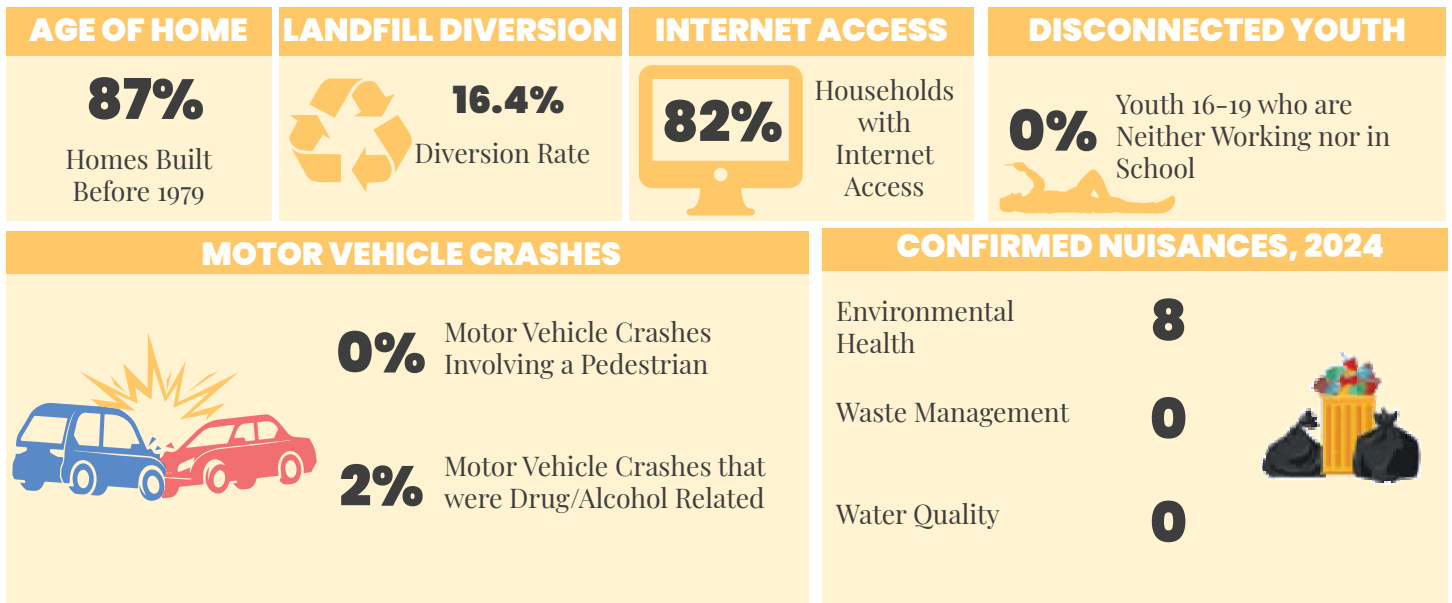 AGE OF HOME
87%
Homes Built
Before 1979
LANDFILL DIVERSION
16.4%
Diversion Rate
INTERNET ACCESS
82%
Households
with
Internet
Access
DISCONNECTED YOUTH
0%
Youth 16-19 who are
Neither Working nor in
School
MOTOR VEHICLE CRASHES
0%
Motor Vehicle Crashes
Involving a Pedestrian
2%
Motor Vehicle Crashes that
were Drug/Alcohol Related
CONFIRMED NUISANCES, 2024
Environmental
Health
8
Waste Management
0
Water Quality
0